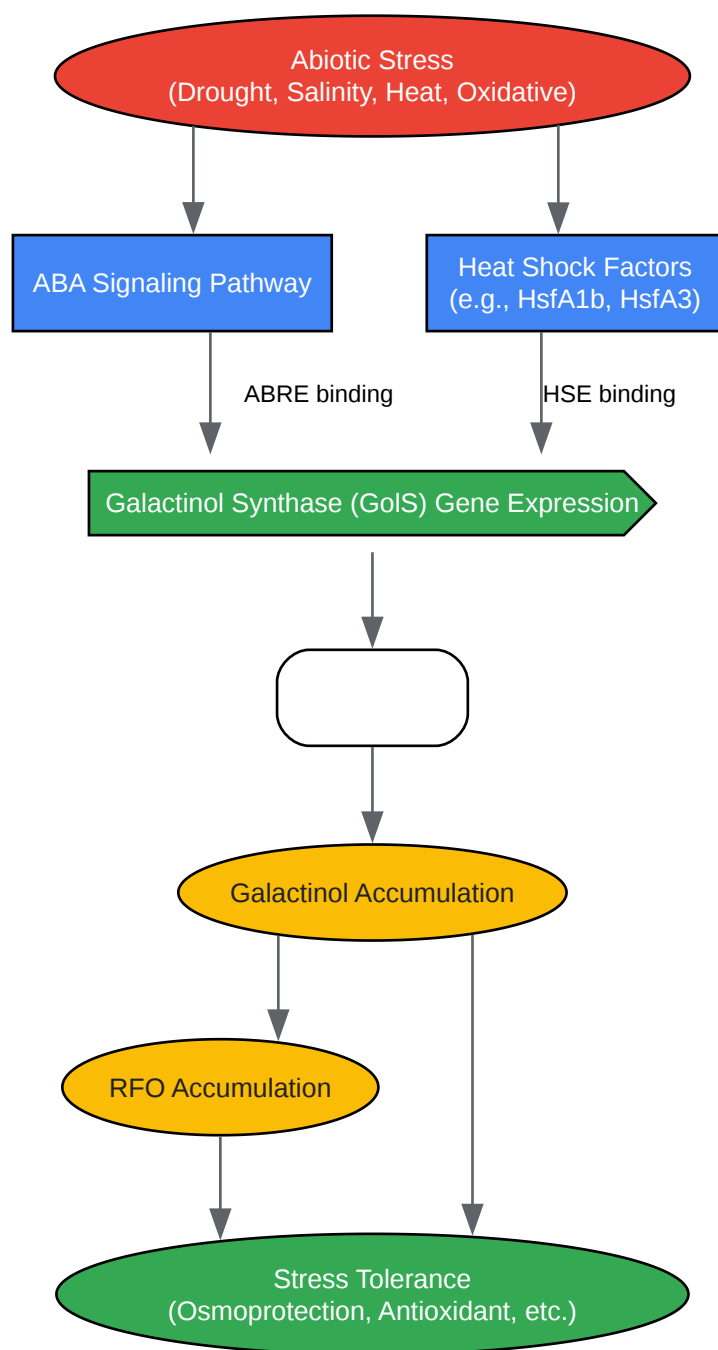 Abiotic Stress
(Drought, Salinity, Heat, Oxidative)
ABA Signaling Pathway
Heat Shock Factors
(e.g., HsfA1b, HsfA3)
ABRE binding
HSE binding
Galactinol Synthase (GolS) Gene Expression
Galactinol Accumulation
RFO Accumulation
Stress Tolerance
(Osmoprotection, Antioxidant, etc.)